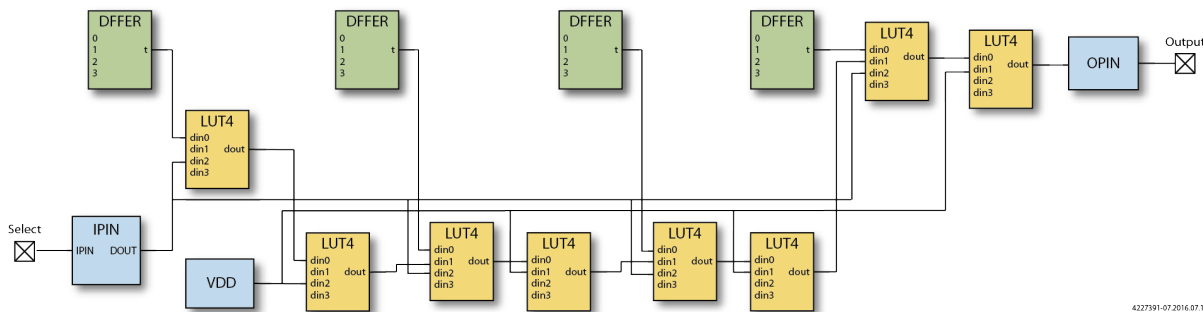 DFFER
0
1
2
3
t
DFFER
0
1
2
3
t
DFFER
0
1
2
3
t
DFFER
0
1
2
3
t
LUT4
din0
din1
din2
din3
dout
LUT4
din0
din1
din2
din3
dout
OPIN
Output
LUT4
din0
din1
din2
din3
dout
Select
IPIN
IPIN
DOUT
VDD
LUT4
din0
din1
din2
din3
dout
LUT4
din0
din1
din2
din3
dout
LUT4
din0
din1
din2
din3
dout
LUT4
din0
din1
din2
din3
dout
LUT4
din0
din1
din2
din3
dout
4227391-07.2016.07.1